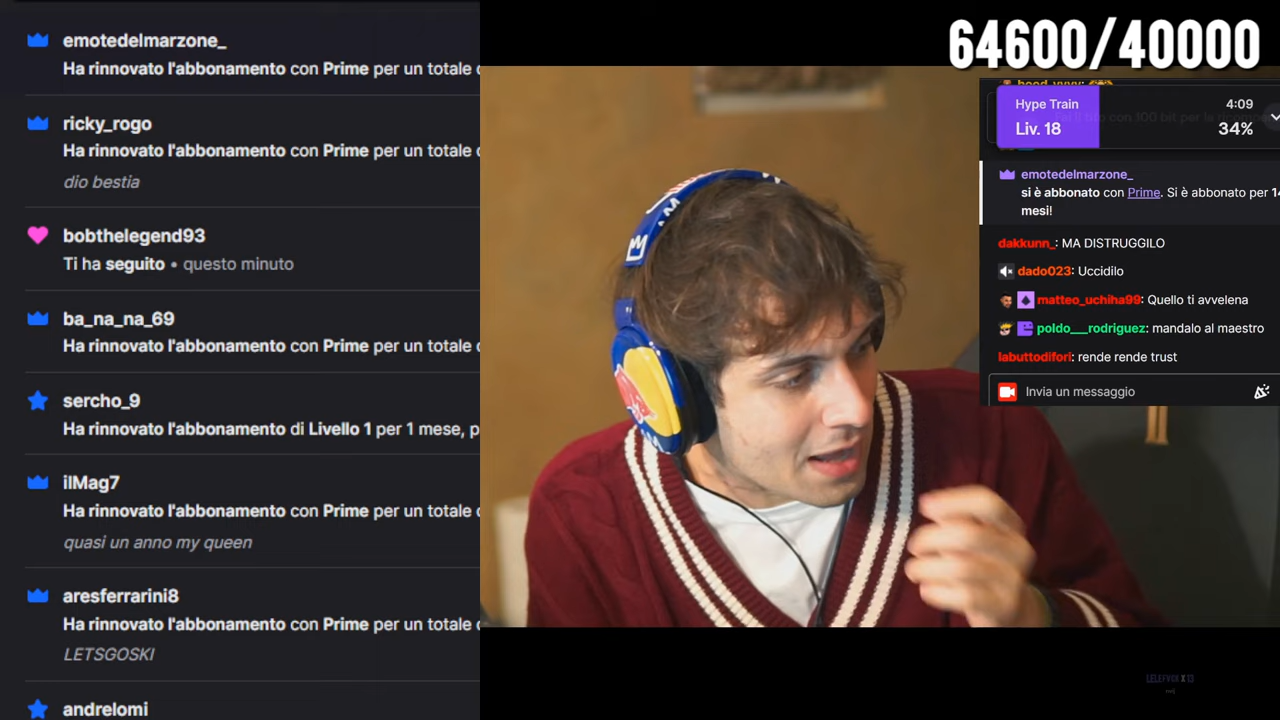 emotedelmarzone_
Ha rinnovato l'abbonamento con Prime per un totale
ricky_rogo
Ha rinnovato l'abbonamento con Prime per un totale
dio bestia
bobthelegend93
Ti ha seguito • questo minuto
ba_na_na_69
Ha rinnovato l'abbonamento con Prime per un totale
sercho_9
Ha rinnovato l'abbonamento di Livello 1 per 1 mese, p
ilMag7
Ha rinnovato l'abbonamento con Prime per un totale
quasi un anno my queen
aresferrarini8
Ha rinnovato l'abbonamento con Prime per un totale
LETSGOSKI
andrelomi
64600/40000
Hype Train
4:09
Liv. 18
34%
emotedelmarzone_
si è abbonato con Prime. Si è abbonato per 14
mesi!
dakkunn_: MA DISTRUGGILO
dado023: Uccidilo
matteo_uchiha99: Quello ti avvelena
poldo___rodriguez: mandalo al maestro
labuttodifori: rende rende trust
Invia un messaggio